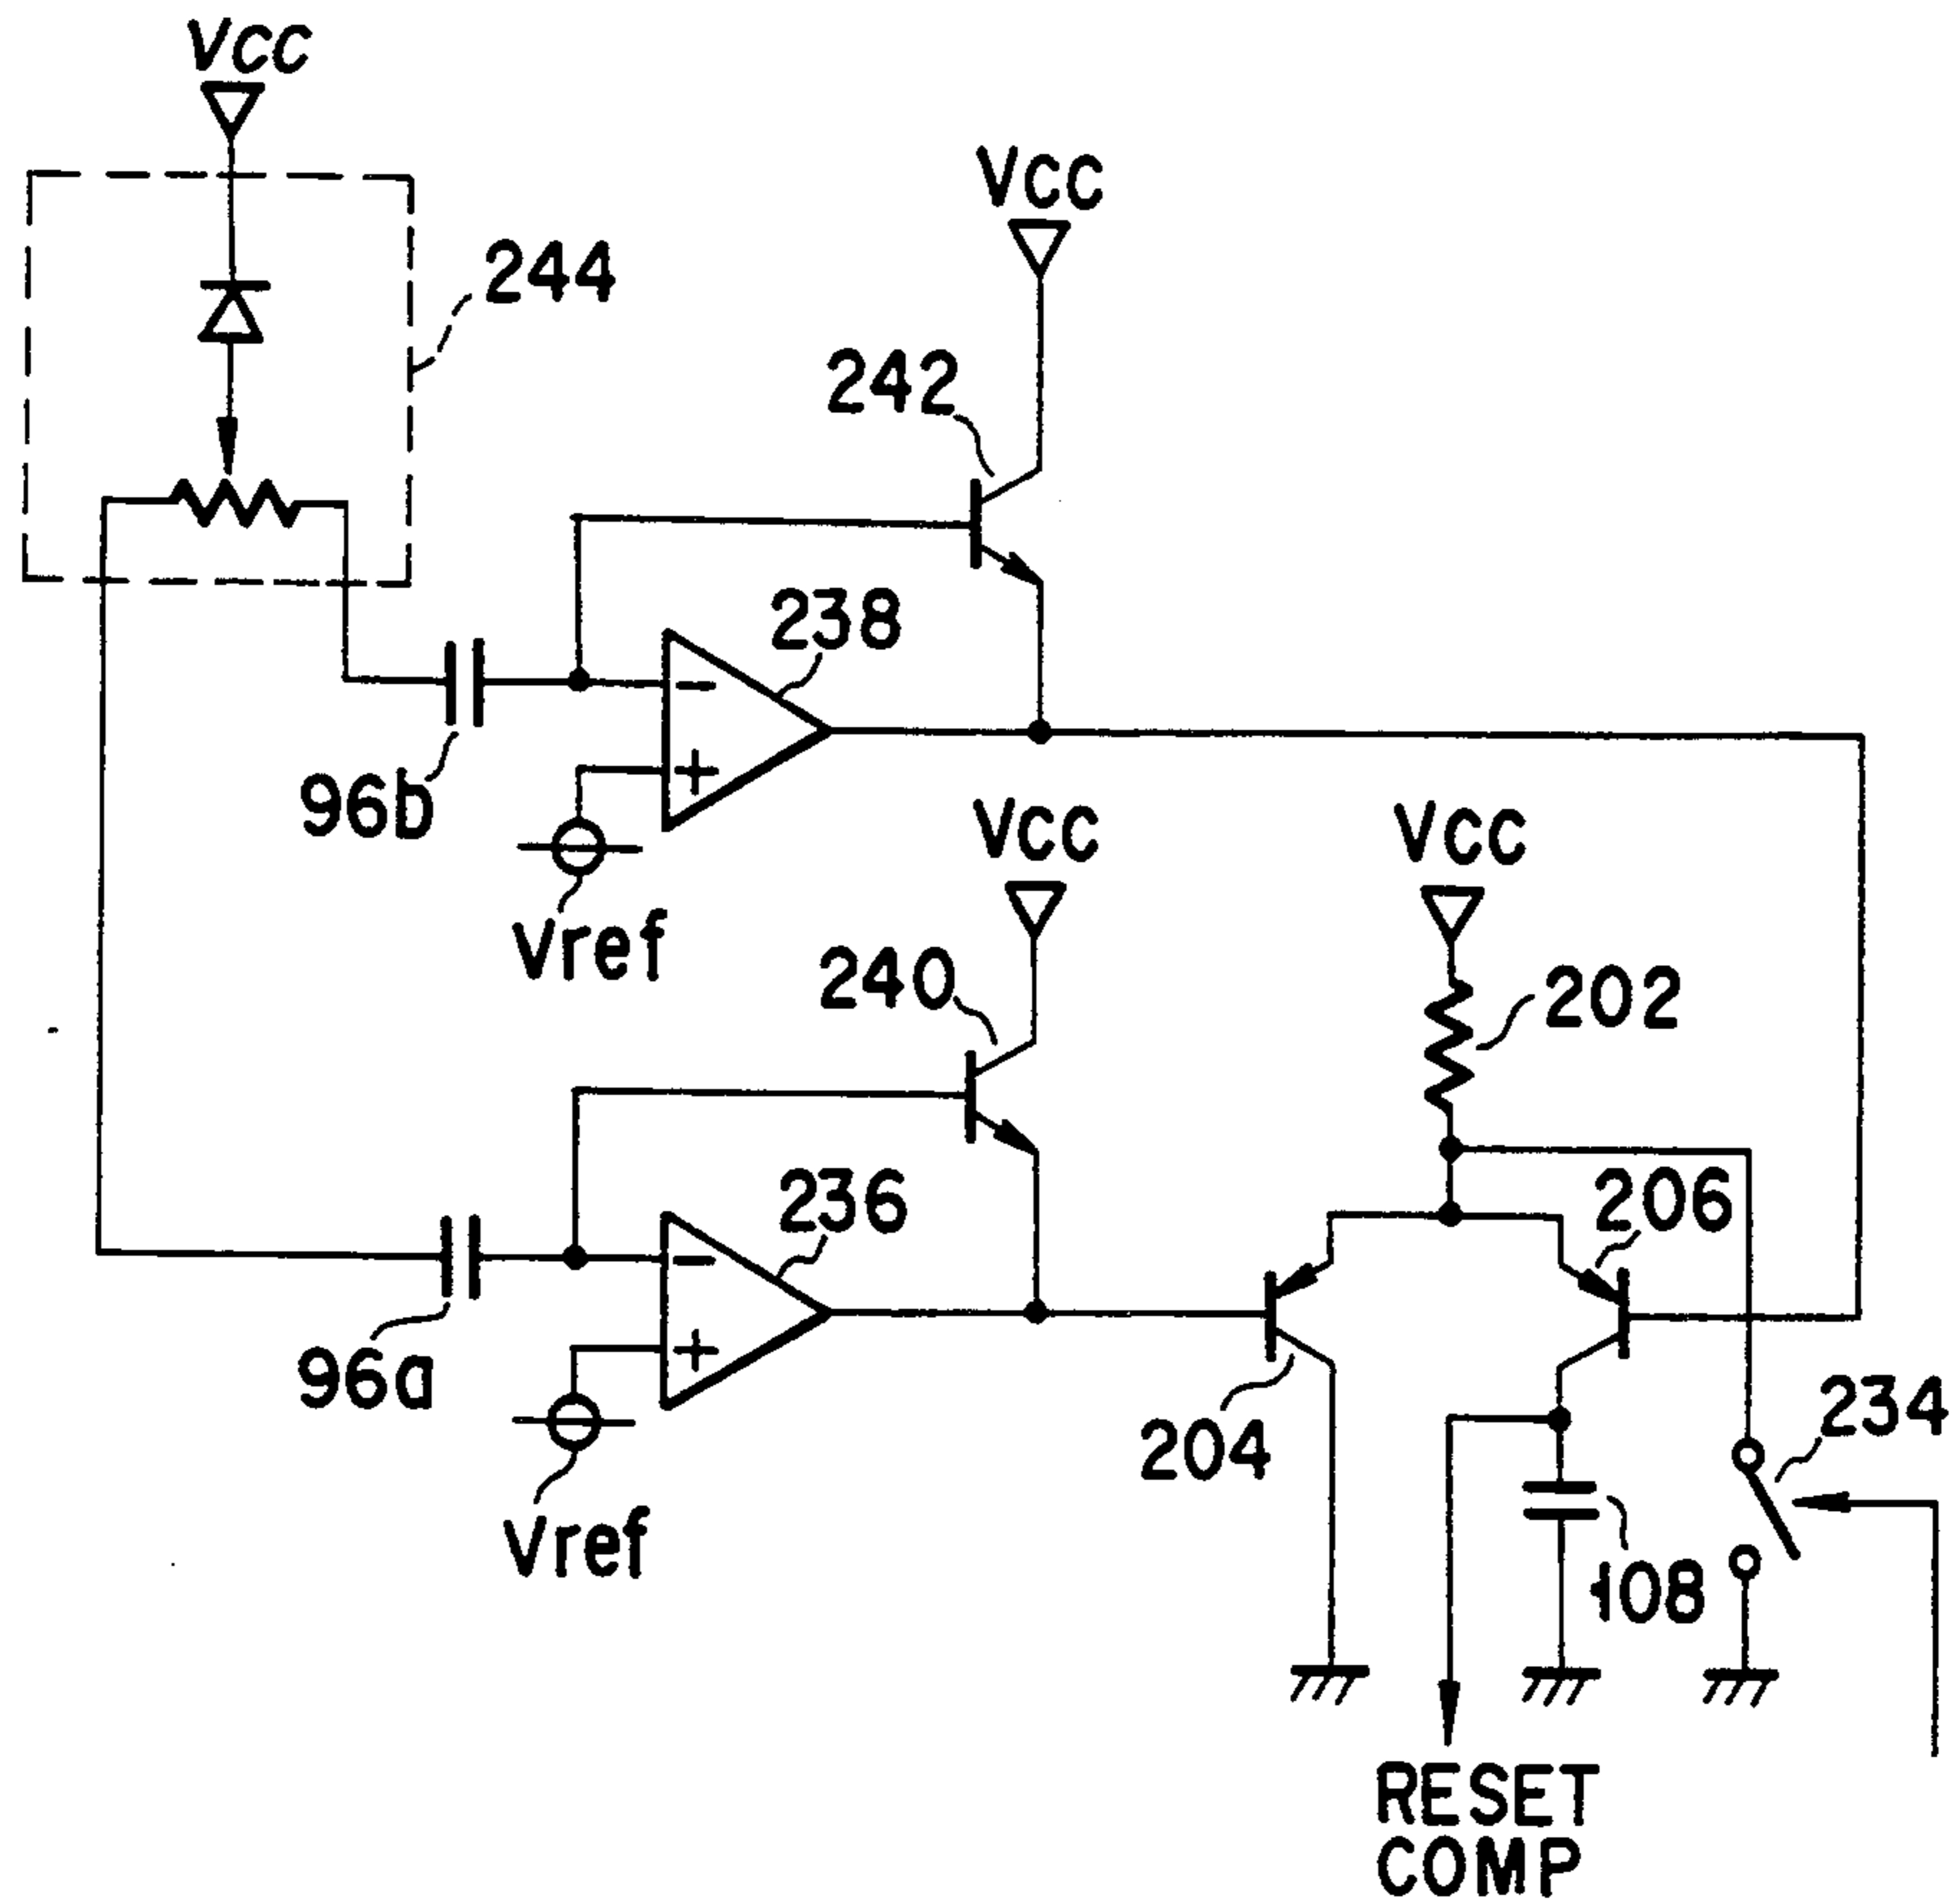 VCC
VCC
244
242
238
96b
Vref
VCC
VCC
240
202
236
206
96a
Vref
204
234
108
RESET
COMP